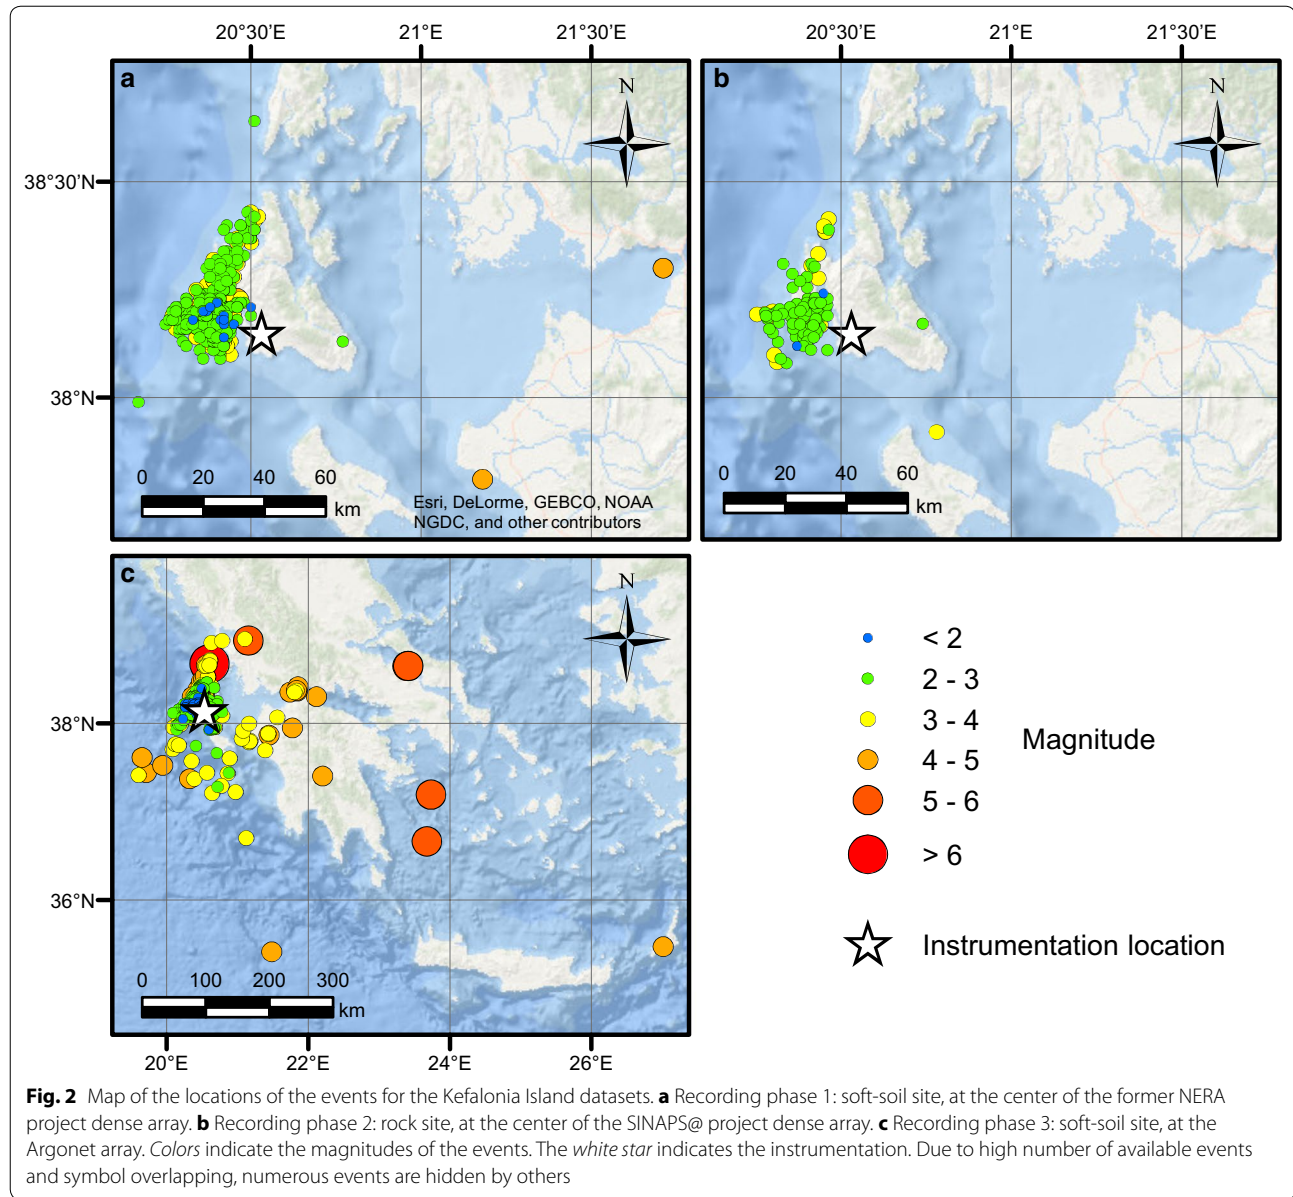 20°30'E 21°E 21°30'E 20°30'E 21°E 21°30'E
a
N
b
N
38°30'N
38°N
0 20 40 60
km
Esri, DeLorme, GEBCO, NOAA
NGDC, and other contributors
0 20 40 60
km
c
N
38°N
36°N
0 100 200 300
km
20°E 22°E 24°E 26°E
< 2
2 - 3
3 - 4
4 - 5
5 - 6
> 6
Magnitude
Instrumentation location
Fig. 2 Map of the locations of the events for the Kefalonia Island datasets. a Recording phase 1: soft-soil site, at the center of the former NERA
project dense array. b Recording phase 2: rock site, at the center of the SINAPS@ project dense array. c Recording phase 3: soft-soil site, at the
Argonet array. Colors indicate the magnitudes of the events. The white star indicates the instrumentation. Due to high number of available events
and symbol overlapping, numerous events are hidden by others